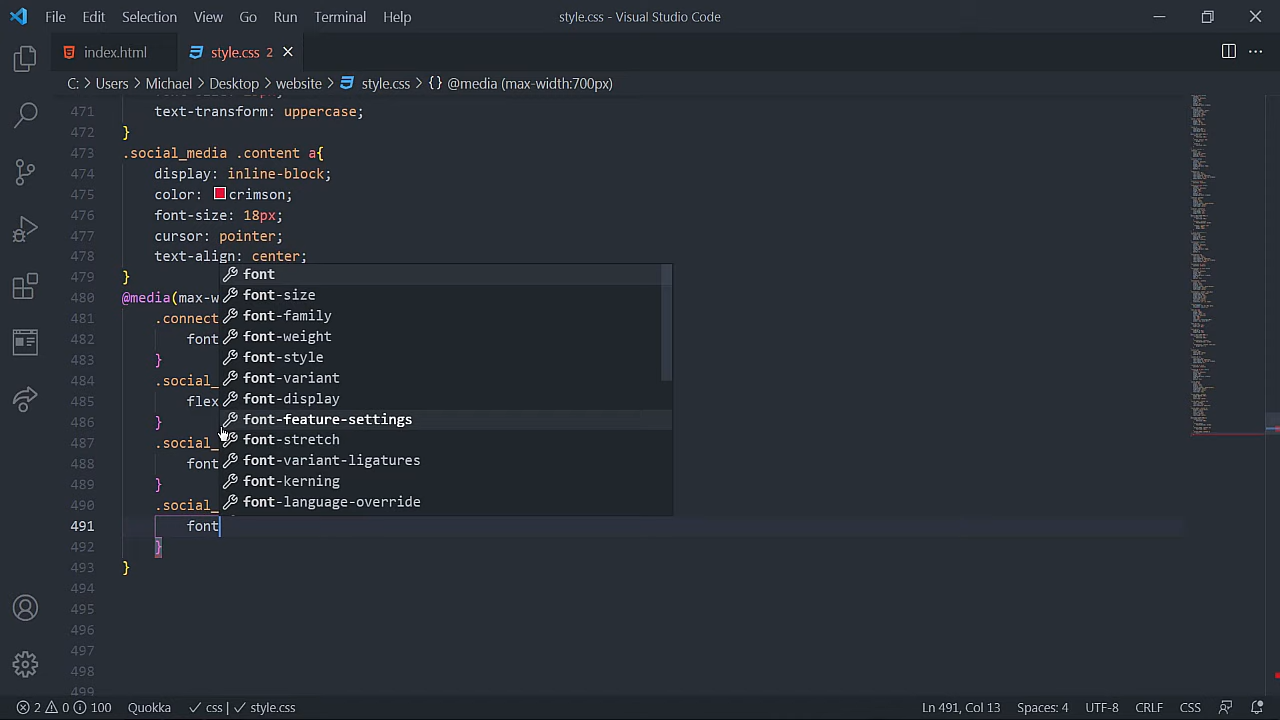 File Edit Selection View Go Run Terminal Help style.css - Visual Studio Code
index.html style.css 2
C: > Users > Michael > Desktop > website > style.css > {} @media (max-width:700px)
471 text-transform: uppercase;
472 }
473 .social_media .content a{
474 display: inline-block;
475 color: crimson;
476 font-size: 18px;
477 cursor: pointer;
478 text-align: center;
479 }
480 @media(max-w
481 .connect
482 font
483 }
484 .social_
485 flex
486 }
487 .social_
488 font
489 }
490 .social_
491 font
492 }
493 }
494
495
496
497
498
499
font
font-size
font-family
font-weight
font-style
font-variant
font-display
font-feature-settings
font-stretch
font-variant-ligatures
font-kerning
font-language-override
2 0 100 Quokka ✓ css | ✓ style.css Ln 491, Col 13 Spaces: 4 UTF-8 CRLF CSS